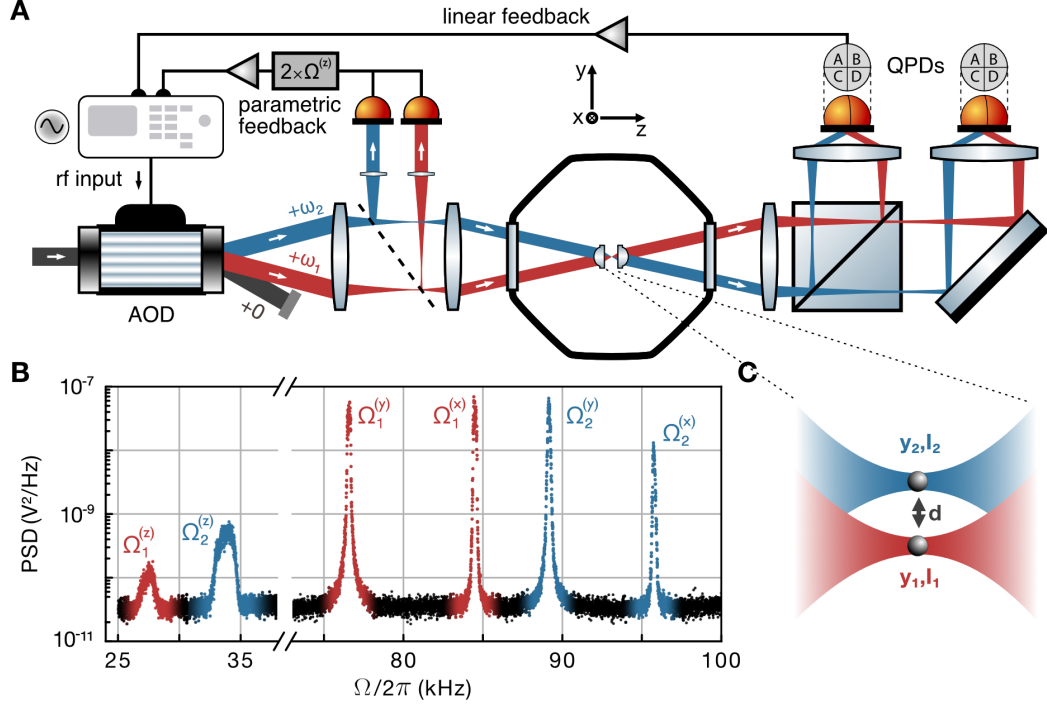 A
linear feedback
2×Ω^(z)
parametric
feedback
rf input
AOD
+ω₂
+ω₁
+0
y
x
z
A B
C D
QPDs
A B
C D
B
PSD (V²/Hz)
10⁻⁷
10⁻⁹
10⁻¹¹
Ω₁^(z)
Ω₂^(z)
Ω₁^(y)
Ω₁^(x)
Ω₂^(y)
Ω₂^(x)
25
35
80
90
100
Ω/2π (kHz)
C
y₂,I₂
d
y₁,I₁